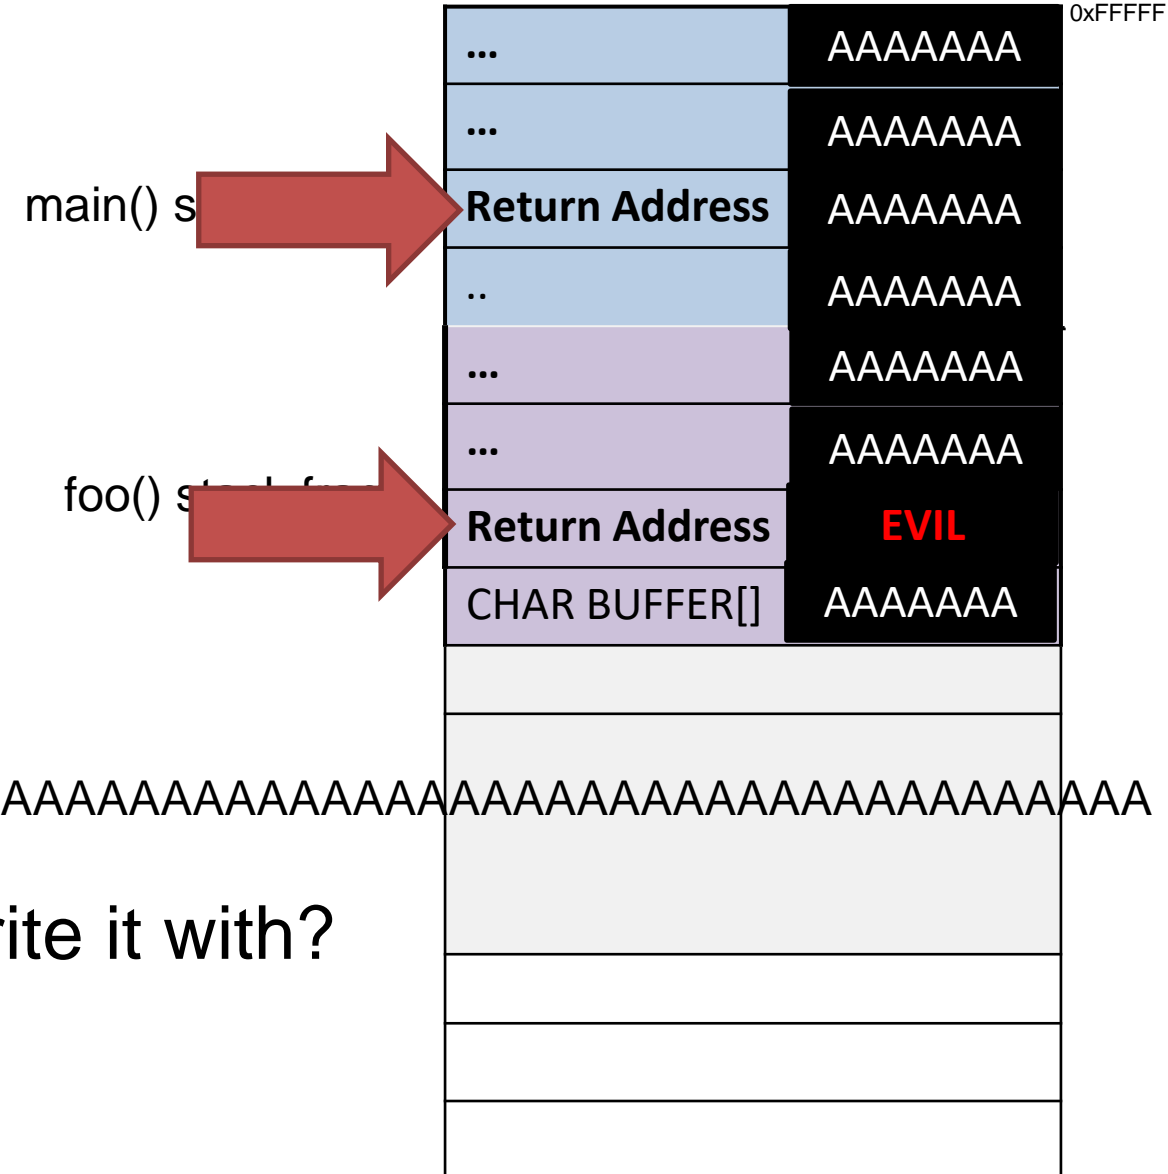 0xFFFFF
... AAAAAAA
... AAAAAAA
main() s Return Address AAAAAAA
.. AAAAAAA
... AAAAAAA
... AAAAAAA
foo() Return Address EVIL
CHAR BUFFER[] AAAAAAA
AAAAAAAAAAAAAAAAAAAAAAAAAAAAAAAAAAAA
rite it with?